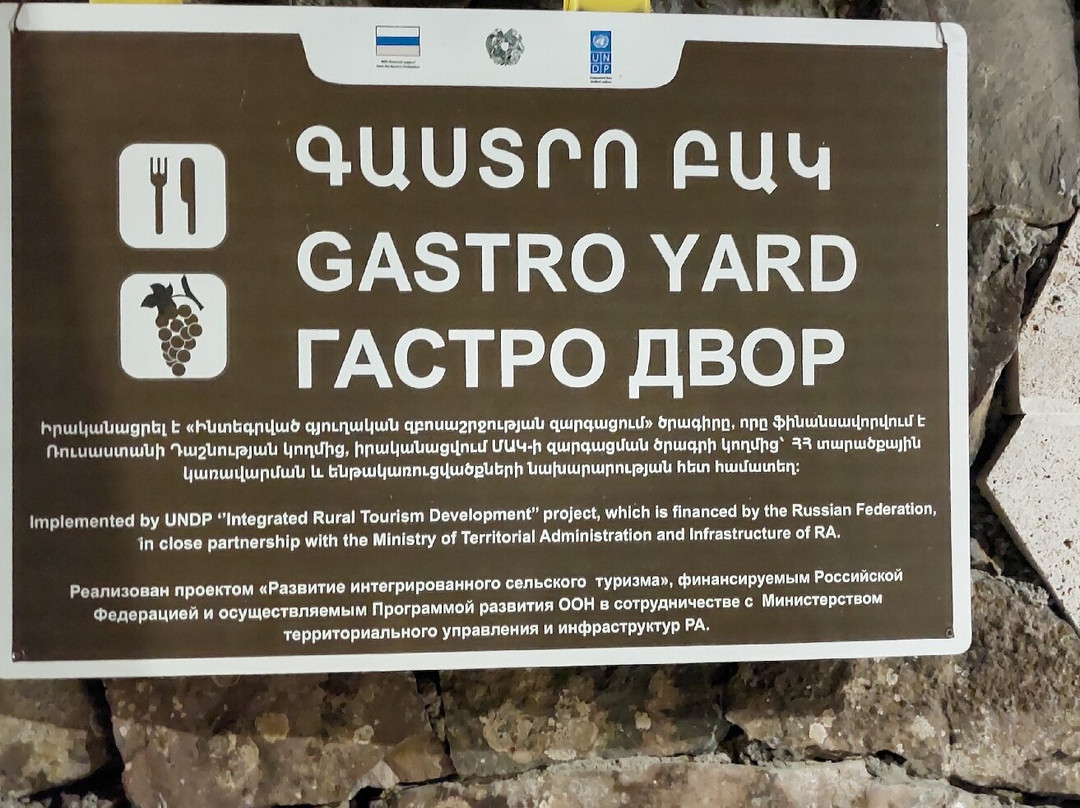 UN
DP
ԳԱՍՏՐՈ ԲԱԿ
GASTRO YARD
ГАСТРО ДВОР
Իրականացրել է «Ինտեգրված գյուղական զբոսաշրջության զարգացում» ծրագիրը, որը ֆինանսավորվում է
Ռուսաստանի Դաշնության կողմից, իրականացվում ՄԱԿ-ի զարգացման ծրագրի կողմից՝ ՀՀ տարածքային
կառավարման և ենթակառուցվածքների նախարարության հետ համատեղ:
Implemented by UNDP "Integrated Rural Tourism Development" project, which is financed by the Russian Federation,
in close partnership with the Ministry of Territorial Administration and Infrastructure of RA.
Реализован проектом «Развитие интегрированного сельского туризма», финансируемым Российской
Федерацией и осуществляемым Программой развития ООН в сотрудничестве с Министерством
территориального управления и инфраструктур РА.